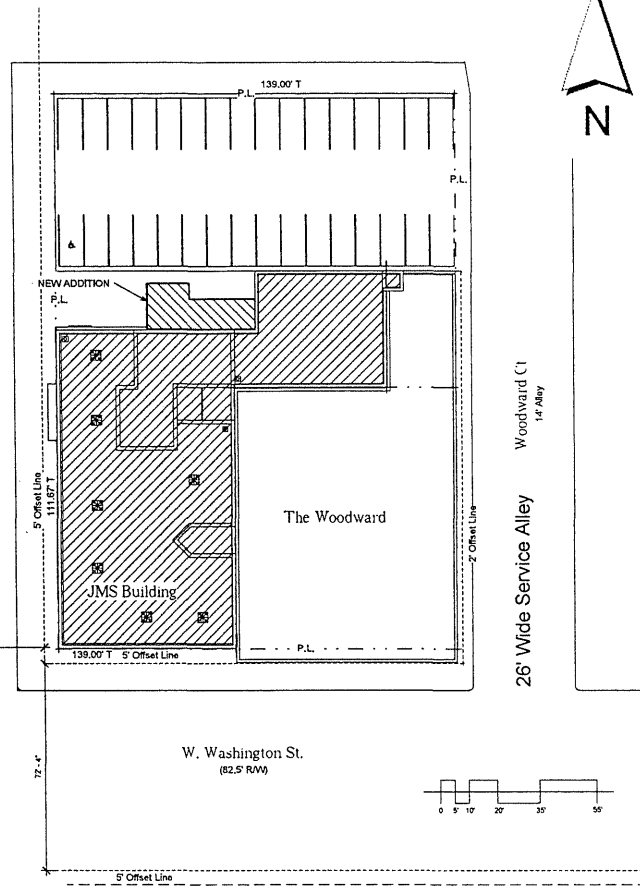 139.00' T
P.L.
N
P.L.
NEW ADDITION
P.L.
Woodward Ct
14' Alley
5' Offset Line
111.67' T
The Woodward
2' Offset Line
26' Wide Service Alley
JMS Building
139.00' T 5' Offset Line
P.L.
W. Washington St.
(82.5' R/W)
72'-4"
0 5' 10' 20' 35' 55'
5' Offset Line